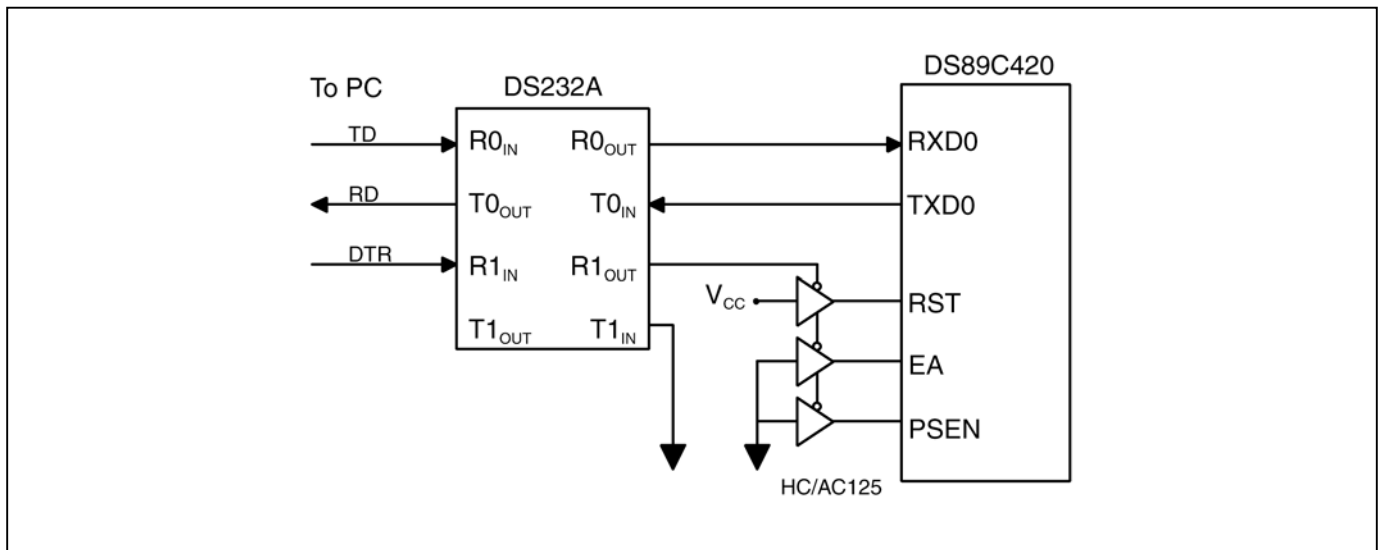 DS89C420
To PC
DS232A
TD
R0IN
R0OUT
RXD0
RD
T0OUT
T0IN
TXD0
DTR
R1IN
R1OUT
VCC
RST
T1OUT
T1IN
EA
PSEN
HC/AC125